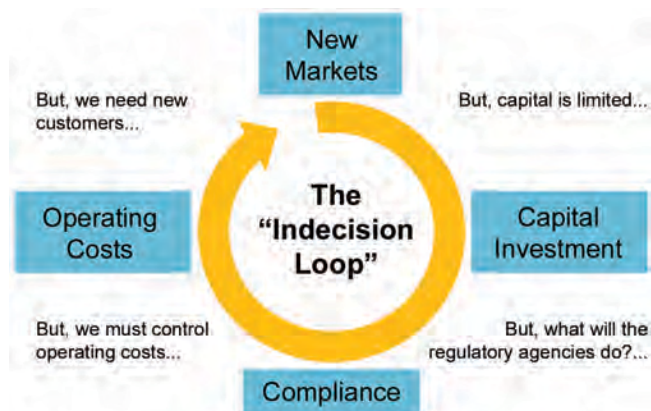 New
Markets
But, we need new
customers...
But, capital is limited...
The
“Indecision
Loop”
Operating
Costs
Capital
Investment
But, we must control
operating costs...
But, what will the
regulatory agencies do?...
Compliance